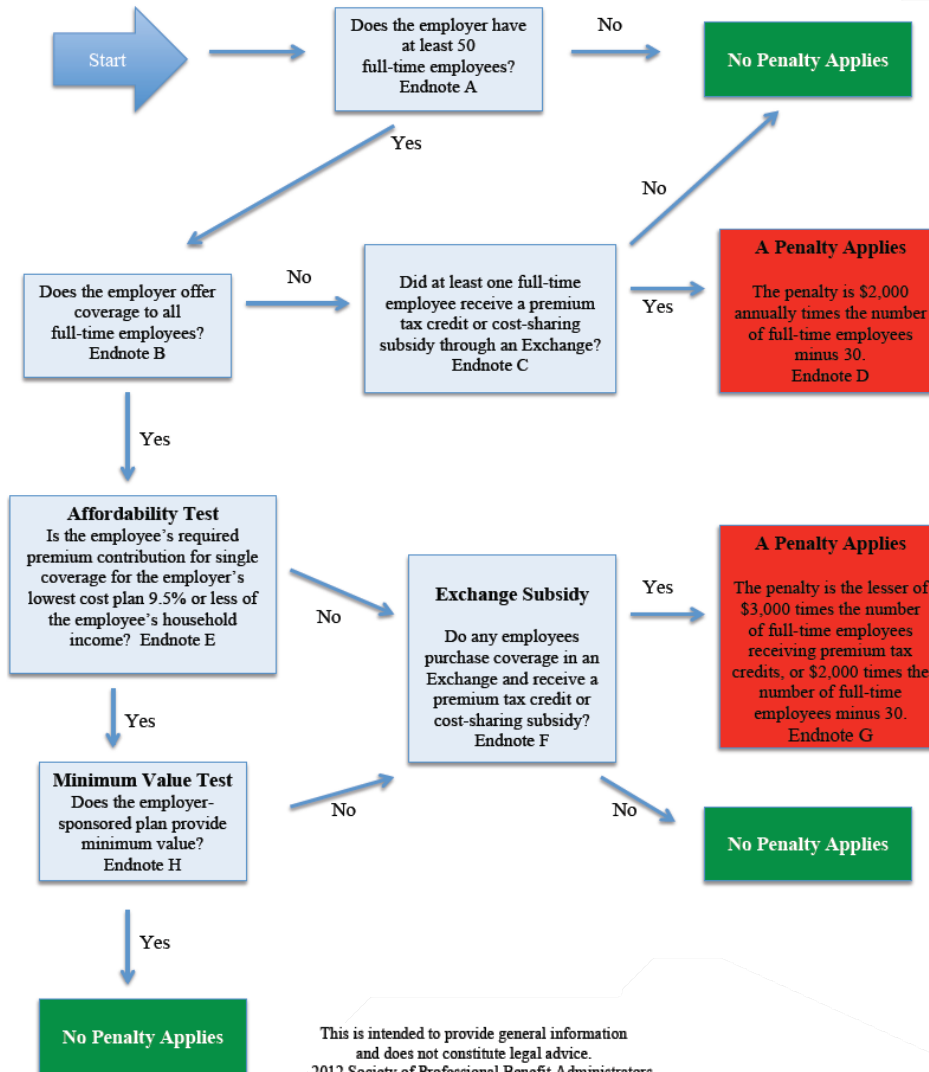 Start
Does the employer have
at least 50
full-time employees?
Endnote A
No
No Penalty Applies
Yes
No
Does the employer offer
coverage to all
full-time employees?
Endnote B
No
Did at least one full-time
employee receive a premium
tax credit or cost-sharing
subsidy through an Exchange?
Endnote C
Yes
A Penalty Applies
The penalty is $2,000
annually times the number
of full-time employees
minus 30.
Endnote D
Yes
Affordability Test
Is the employee's required
premium contribution for single
coverage for the employer's
lowest cost plan 9.5% or less of
the employee's household
income? Endnote E
No
Exchange Subsidy
Do any employees
purchase coverage in an
Exchange and receive a
premium tax credit or
cost-sharing subsidy?
Endnote F
Yes
A Penalty Applies
The penalty is the lesser of
$3,000 times the number
of full-time employees
receiving premium tax
credits, or $2,000 times the
number of full-time
employees minus 30.
Endnote G
Yes
Minimum Value Test
Does the employer-
sponsored plan provide
minimum value?
Endnote H
No
No
No Penalty Applies
Yes
No Penalty Applies
This is intended to provide general information
and does not constitute legal advice.
2012 Society of Professional Benefit Administrators